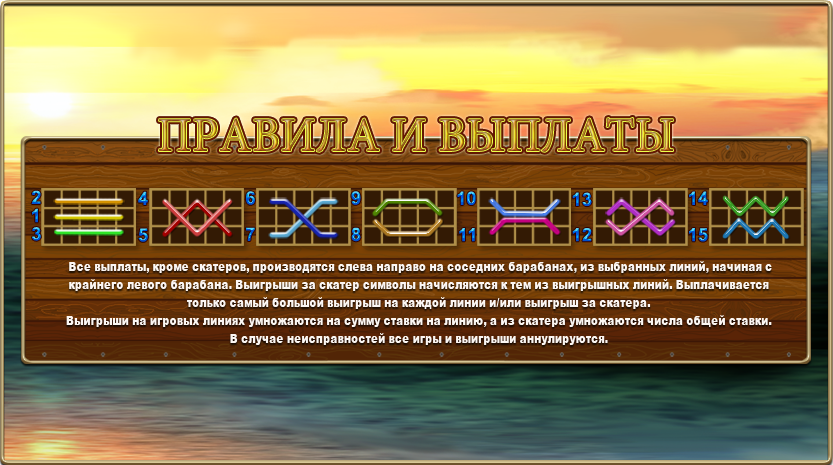 ПРАВИЛА И ВЫПЛАТЫ
2 4 6 9 10 13 14
1
3 5 7 8 11 12 15
Все выплаты, кроме скатеров, производятся слева направо на соседних барабанах, из выбранных линий, начиная с
крайнего левого барабана. Выигрыши за скатер символы начисляются к тем из выигрышных линий. Выплачивается
только самый большой выигрыш на каждой линии и/или выигрыш за скатера.
Выигрыши на игровых линиях умножаются на сумму ставки на линию, а из скатера умножаются числа общей ставки.
В случае неисправностей все игры и выигрыши аннулируются.